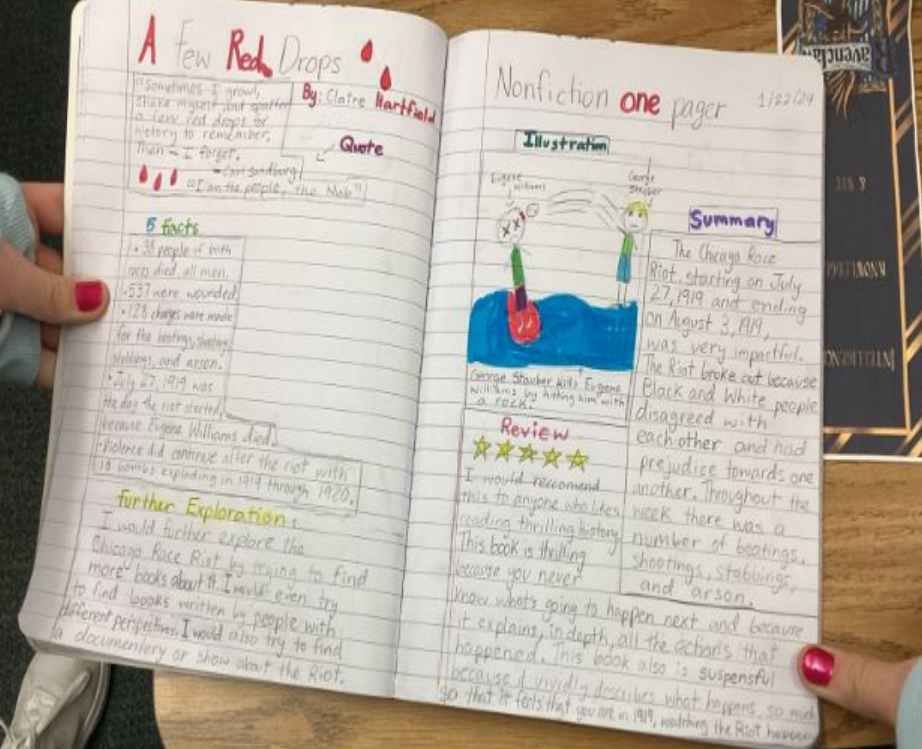 A Few Red Drops
By: Claire Hartfield
"Sometimes I growl,
shake myself and spatter
a few red drops for
history to remember.
Then - I forget."
- Carl Sandburg
"I am the people, the Mob"
Quote
5 facts
• 38 people of both
races died, all men,
537 were wounded
• 128 charges were made
for the beatings, shootings,
stabbings, and arson.
• July 27, 1919 was
the day the riot started,
because Eugene Williams died.
Violence did continue after the riot with
18 bombs exploding in 1919 through 1920.
further Exploration:
I would further explore the
Chicago Race Riot by trying to find
more books about it. I would even try
to find books written by people with
different perspectives. I would also try to find
a documentery or show about the Riot.
Nonfiction one pager
1/22/24
Illustration
Eugene
Williams
George
Stauber
George Stauber kills Eugene
Williams by hitting him with
a rock.
Summary
The Chicago Race
Riot, starting on July
27, 1919 and ending
on August 3, 1919,
was very impactful.
The Riot broke out because
Black and White people
disagreed with
each other and had
prejudice towards one
another. Throughout the
week there was a
number of beatings,
shootings, stabbings,
and arson.
Review
I would reccomend
this to anyone who likes
reading thrilling history.
This book is thrilling
because you never
know what's going to happen next and because
it explains, in depth, all the actions that
happened. This book also is suspensful
because it vividly describes what happens, so much
so that it feels that you are in 1919, watching the Riot happen
INTELLIGENCE
KNOWLEDGE
& WIT
Ravenclaw